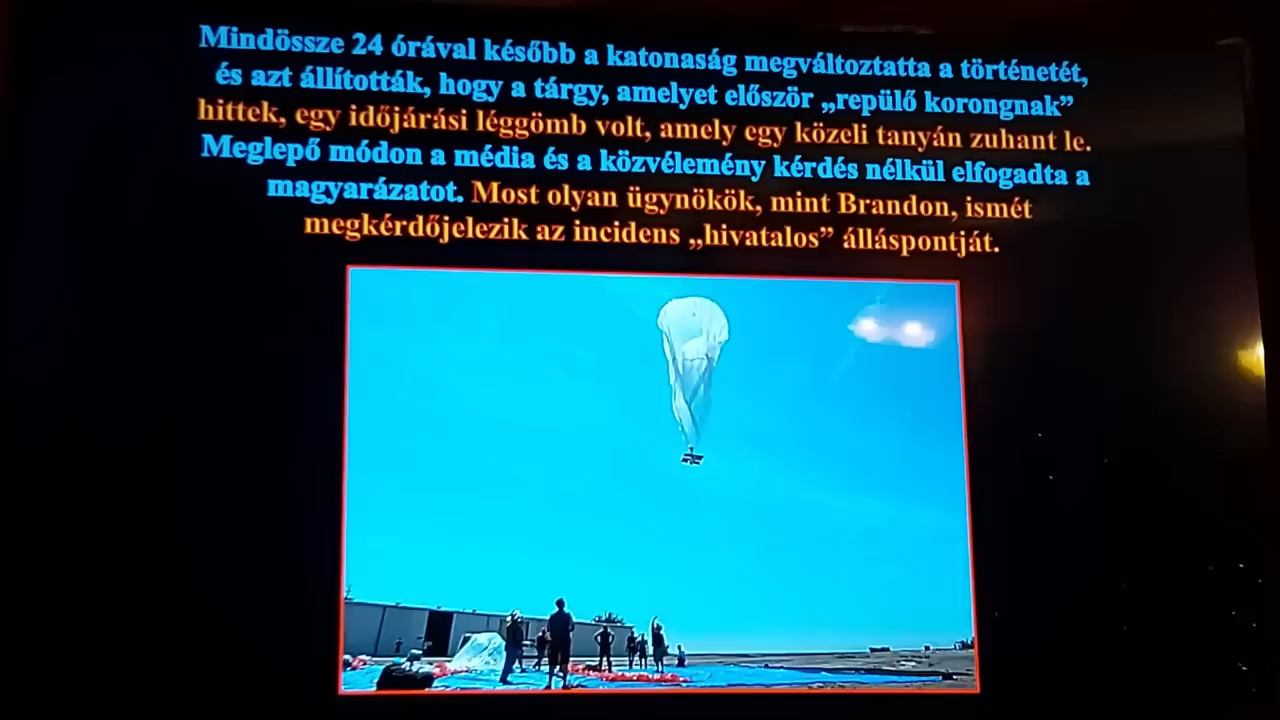 Mindössze 24 órával később a katonaság megváltoztatta a történetét,
és azt állították, hogy a tárgy, amelyet először „repülő korongnak”
hittek, egy időjárási léggömb volt, amely egy közeli tanyán zuhant le.
Meglepő módon a média és a közvélemény kérdés nélkül elfogadta a
magyarázatot. Most olyan ügynökök, mint Brandon, ismét
megkérdőjelezik az incidens „hivatalos” álláspontját.